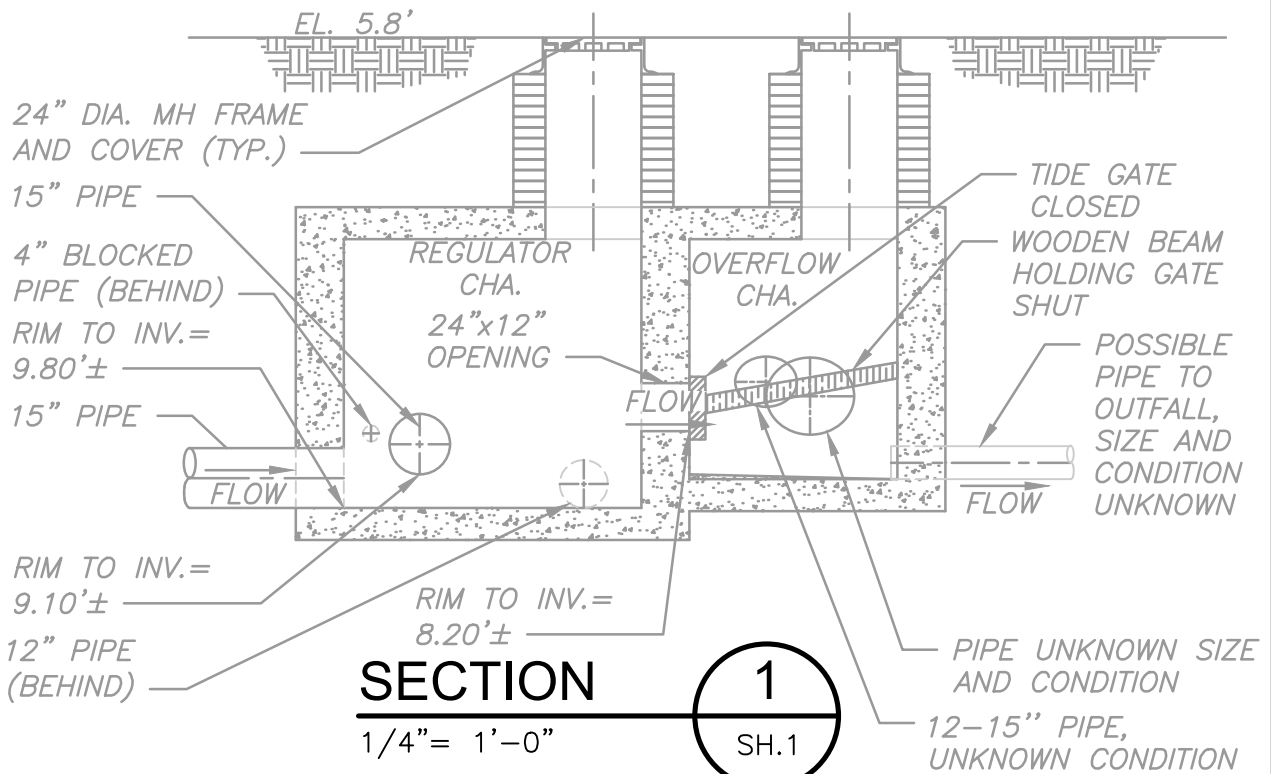 EL. 5.8'
24" DIA. MH FRAME
AND COVER (TYP.)
15" PIPE
4" BLOCKED
PIPE (BEHIND)
RIM TO INV.=
9.80'±
15" PIPE
FLOW
RIM TO INV.=
9.10'±
12" PIPE
(BEHIND)
REGULATOR
CHA.
24"x12"
OPENING
FLOW
OVERFLOW
CHA.
RIM TO INV.=
8.20'±
TIDE GATE
CLOSED
WOODEN BEAM
HOLDING GATE
SHUT
POSSIBLE
PIPE TO
OUTFALL,
SIZE AND
CONDITION
UNKNOWN
FLOW
PIPE UNKNOWN SIZE
AND CONDITION
12-15" PIPE,
UNKNOWN CONDITION
SECTION
1/4"= 1'-0"
1
SH.1